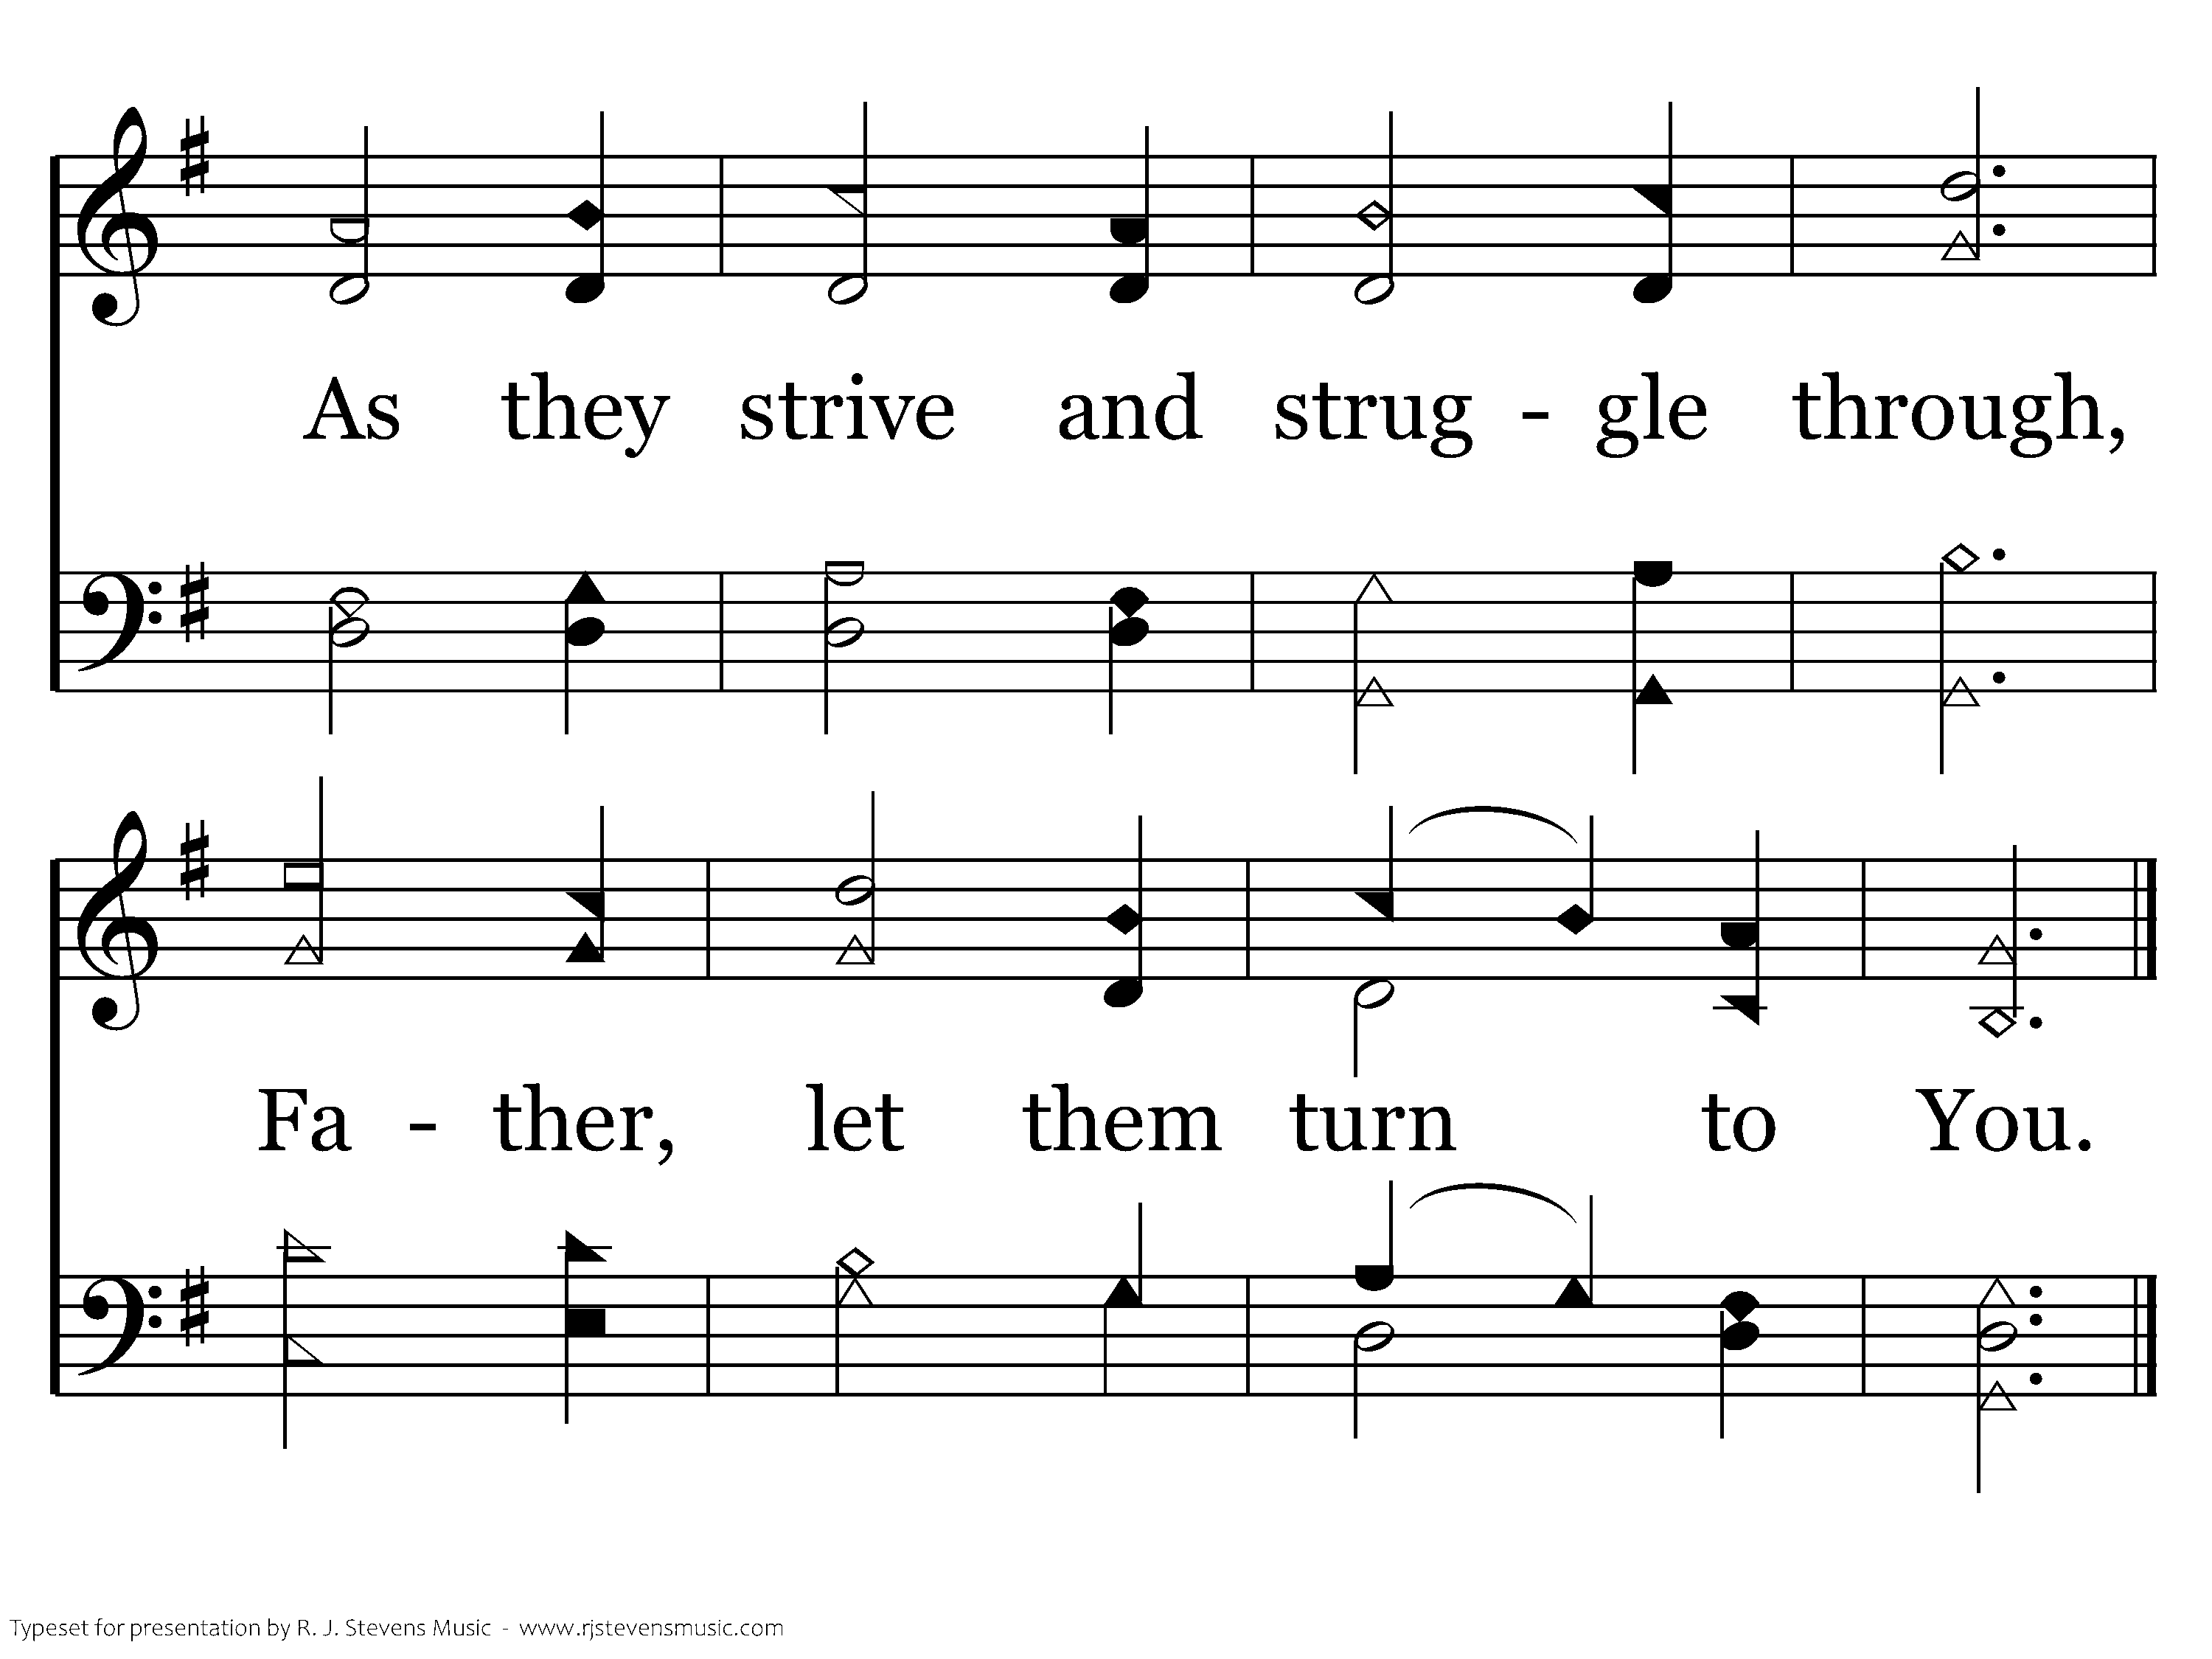 As they strive and strug - gle through,
Fa - ther, let them turn to You.
Typeset for presentation by R. J. Stevens Music - www.rjstevensmusic.com